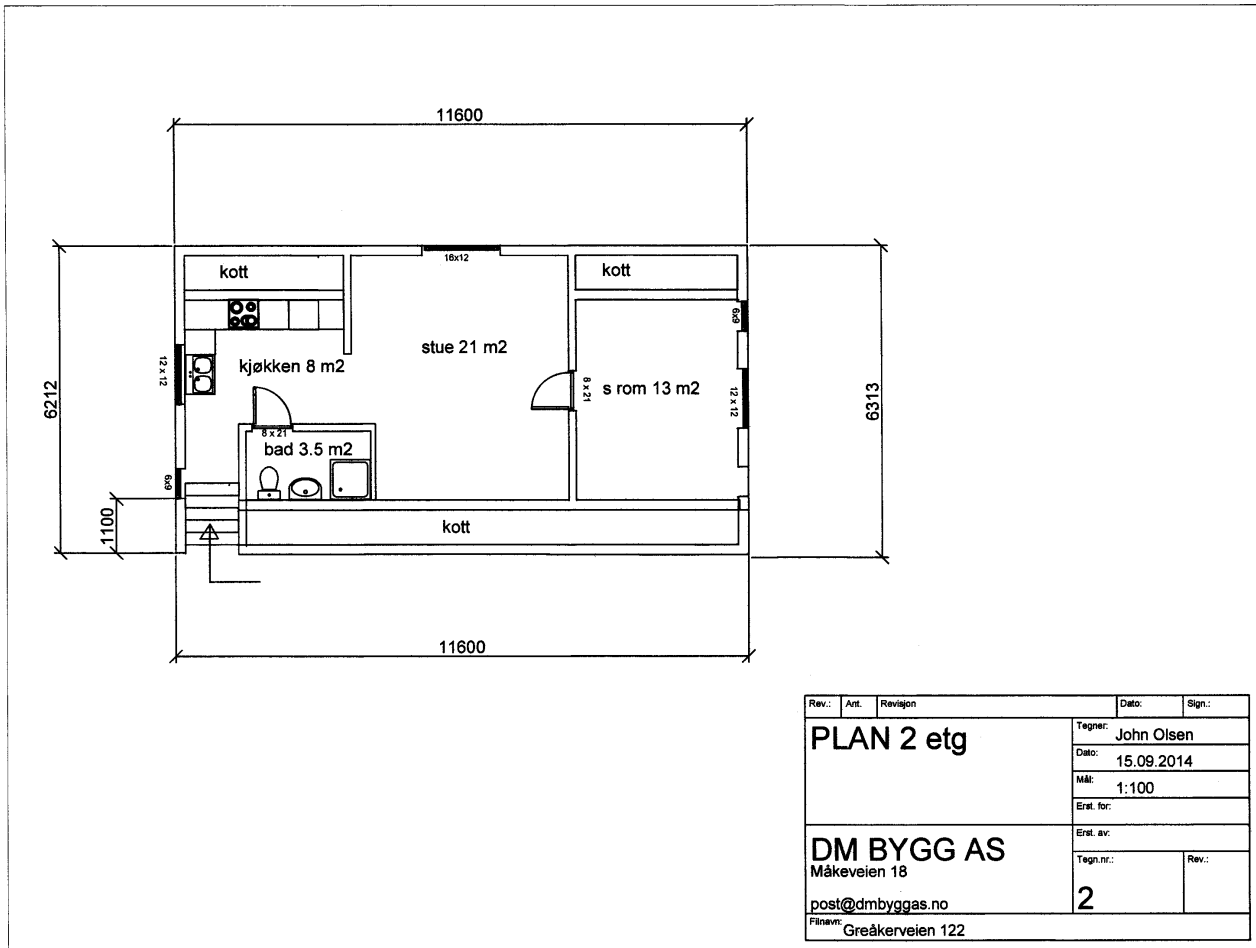 11600
kott
16x12
kott
6x9
stue 21 m2
kjøkken 8 m2
12 x 12
s rom 13 m2
8 x 21
12 x 12
6212
6313
8 x 21
bad 3.5 m2
6x9
1100
kott
11600
Rev.: Ant. Revisjon Dato: Sign.:
PLAN 2 etg
Tegner: John Olsen
Dato: 15.09.2014
Mål: 1:100
Erst. for:
Erst. av:
DM BYGG AS
Måkeveien 18
post@dmbyggas.no
Tegn.nr.: Rev.:
2
Filnavn: Greåkerveien 122